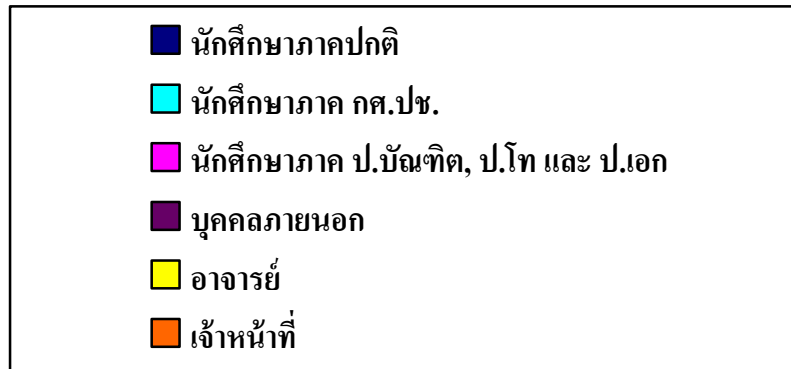 นักศึกษาภาคปกติ
นักศึกษาภาค กศ.ปช.
นักศึกษาภาค ป.บัณฑิต, ป.โท และ ป.เอก
บุคคลภายนอก
อาจารย์
เจ้าหน้าที่